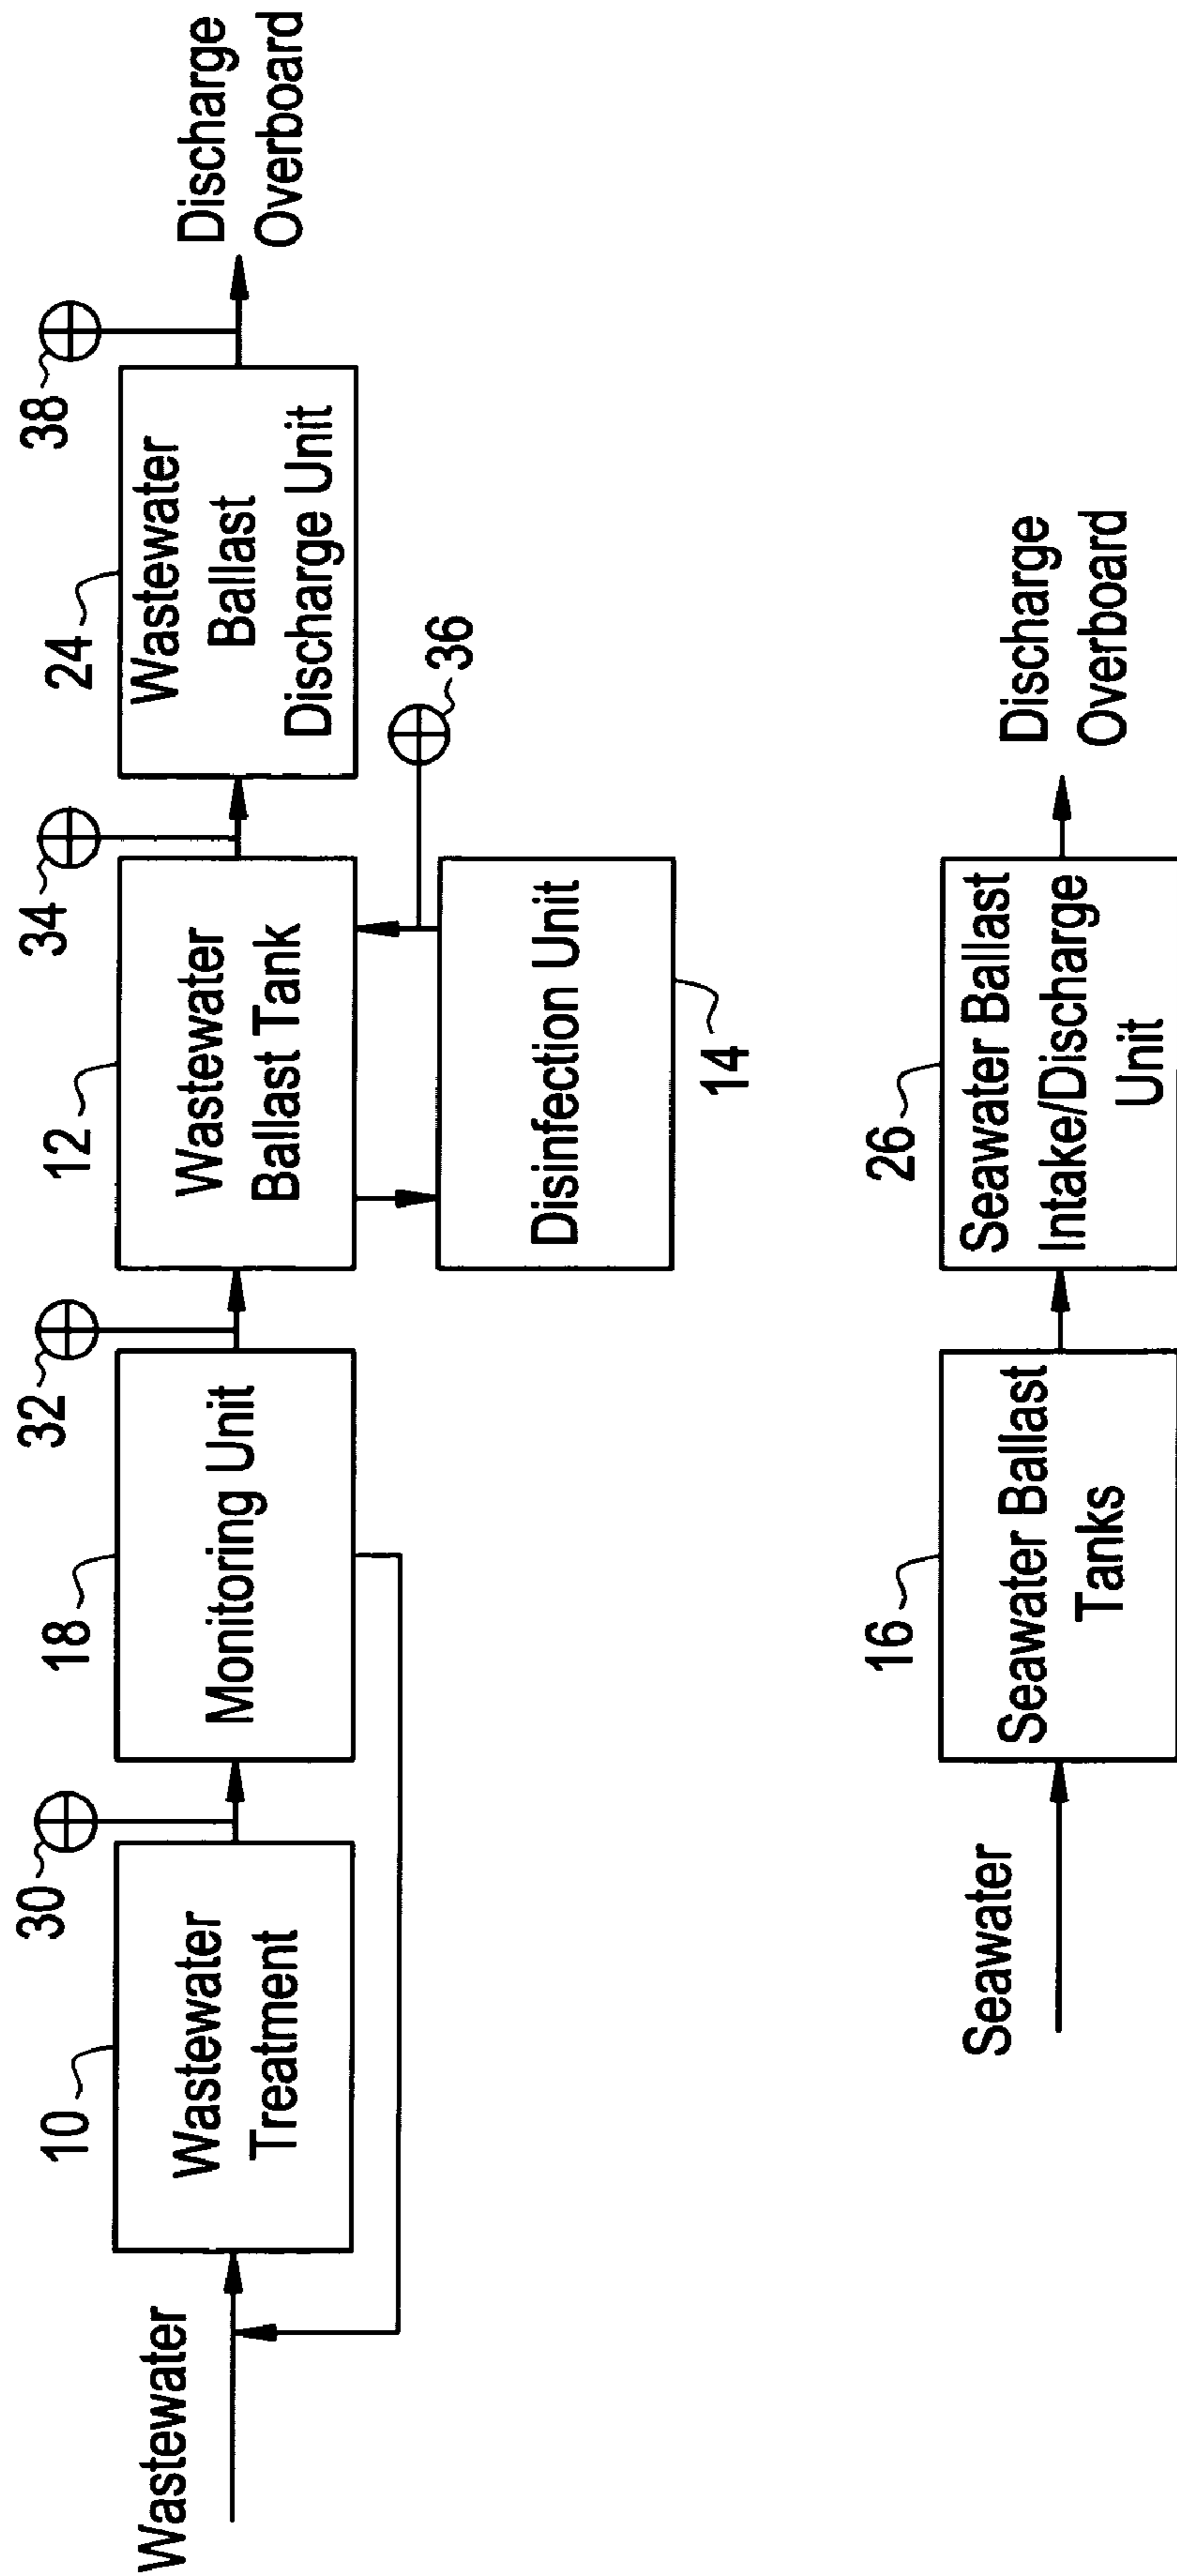 Wastewater
10
Wastewater
Treatment
30
18
Monitoring Unit
32
12
Wastewater
Ballast Tank
34
Disinfection Unit
14
36
24
Wastewater
Ballast
Discharge Unit
38
Discharge
Overboard
Seawater
16
Seawater Ballast
Tanks
26
Seawater Ballast
Intake/Discharge
Unit
Discharge
Overboard